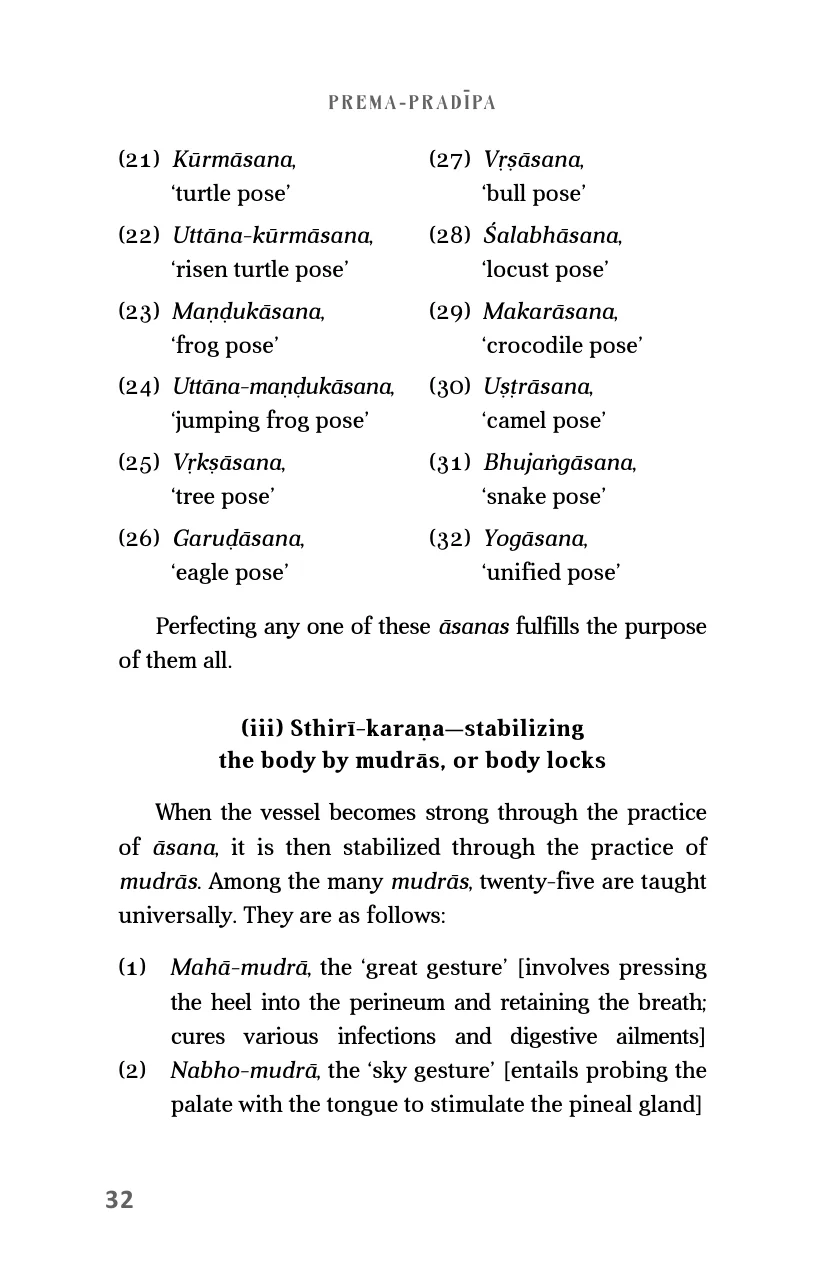 PREMA-PRADĪPA
(21) Kūrmāsana,
‘turtle pose’
(22) Uttāna-kūrmāsana,
‘risen turtle pose’
(23) Maṇḍukāsana,
‘frog pose’
(24) Uttāna-maṇḍukāsana,
‘jumping frog pose’
(25) Vṛkṣāsana,
‘tree pose’
(26) Garuḍāsana,
‘eagle pose’
(27) Vṛṣāsana,
‘bull pose’
(28) Śalabhāsana,
‘locust pose’
(29) Makarāsana,
‘crocodile pose’
(30) Uṣṭrāsana,
‘camel pose’
(31) Bhujaṅgāsana,
‘snake pose’
(32) Yogāsana,
‘unified pose’
Perfecting any one of these āsanas fulfills the purpose
of them all.
(iii) Sthirī-karaṇa—stabilizing
the body by mudrās, or body locks
When the vessel becomes strong through the practice
of āsana, it is then stabilized through the practice of
mudrās. Among the many mudrās, twenty-five are taught
universally. They are as follows:
(1) Mahā-mudrā, the ‘great gesture’ [involves pressing
the heel into the perineum and retaining the breath;
cures various infections and digestive ailments]
(2) Nabho-mudrā, the ‘sky gesture’ [entails probing the
palate with the tongue to stimulate the pineal gland]
32